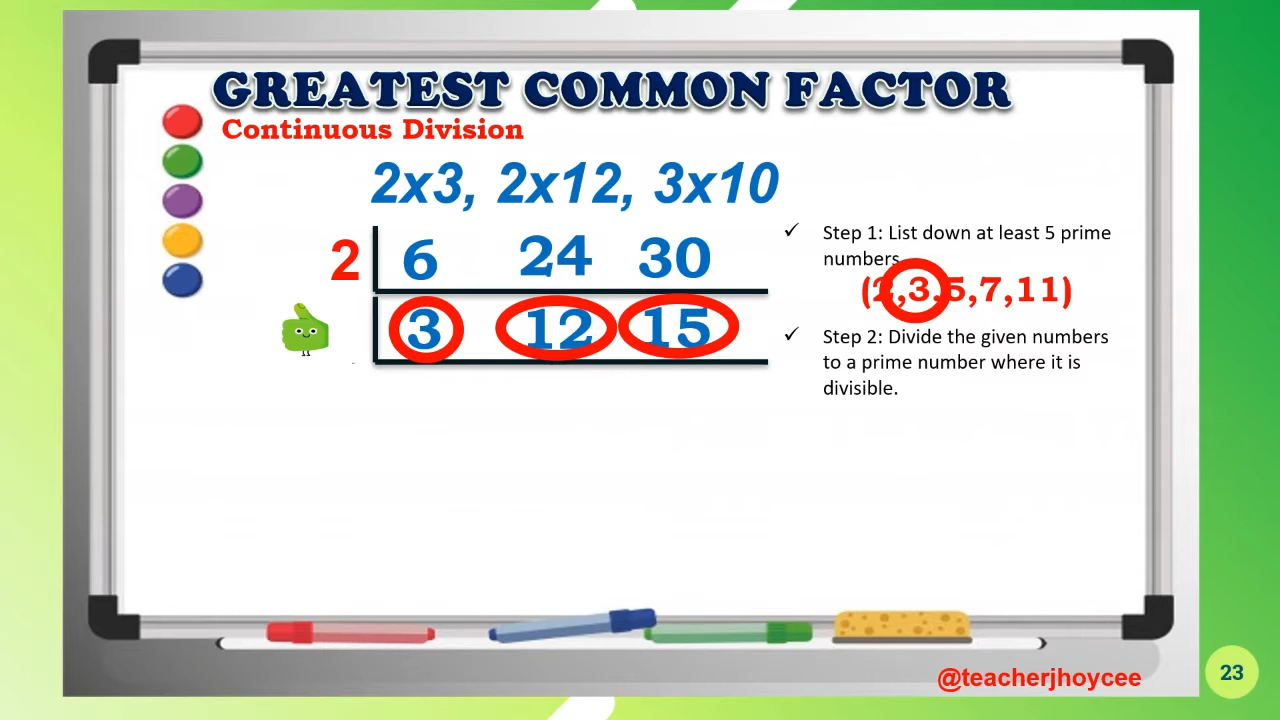 GREATEST COMMON FACTOR
Continuous Division
2x3, 2x12, 3x10
2 6 24 30
3 12 15
✓ Step 1: List down at least 5 prime
numbers
(2,3,5,7,11)
✓ Step 2: Divide the given numbers
to a prime number where it is
divisible.
@teacherjhoycee
23